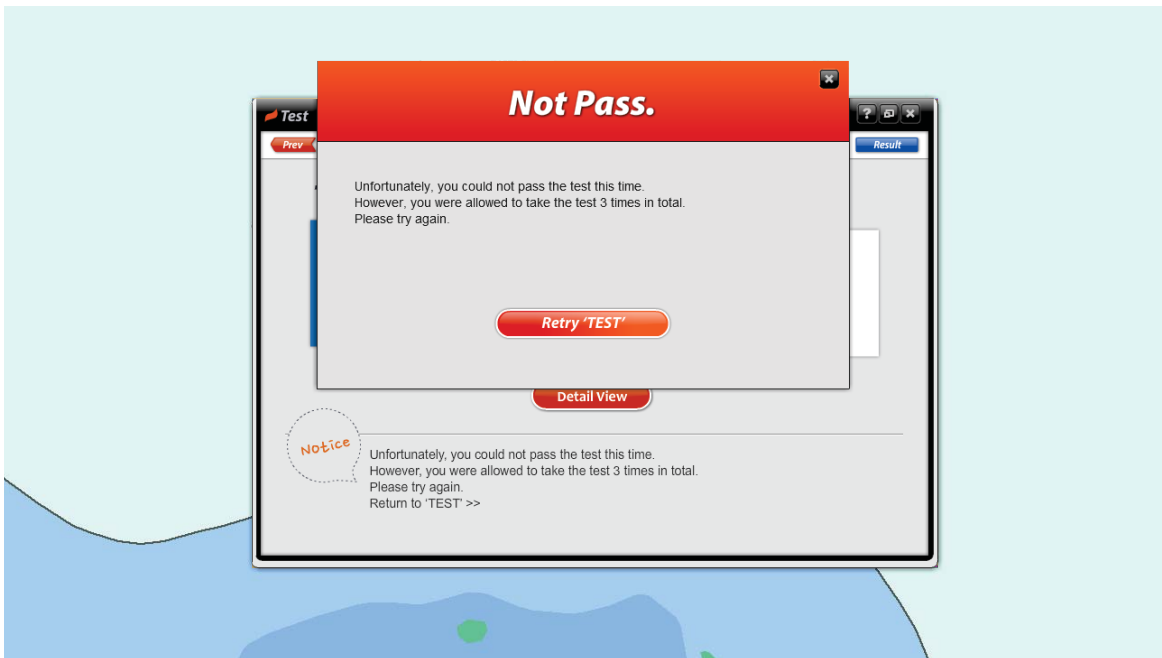 Not Pass.
Test
Prev
Result
Unfortunately, you could not pass the test this time.
However, you were allowed to take the test 3 times in total.
Please try again.
Retry ‘TEST’
Detail View
Notice
Unfortunately, you could not pass the test this time.
However, you were allowed to take the test 3 times in total.
Please try again.
Return to ‘TEST’ >>